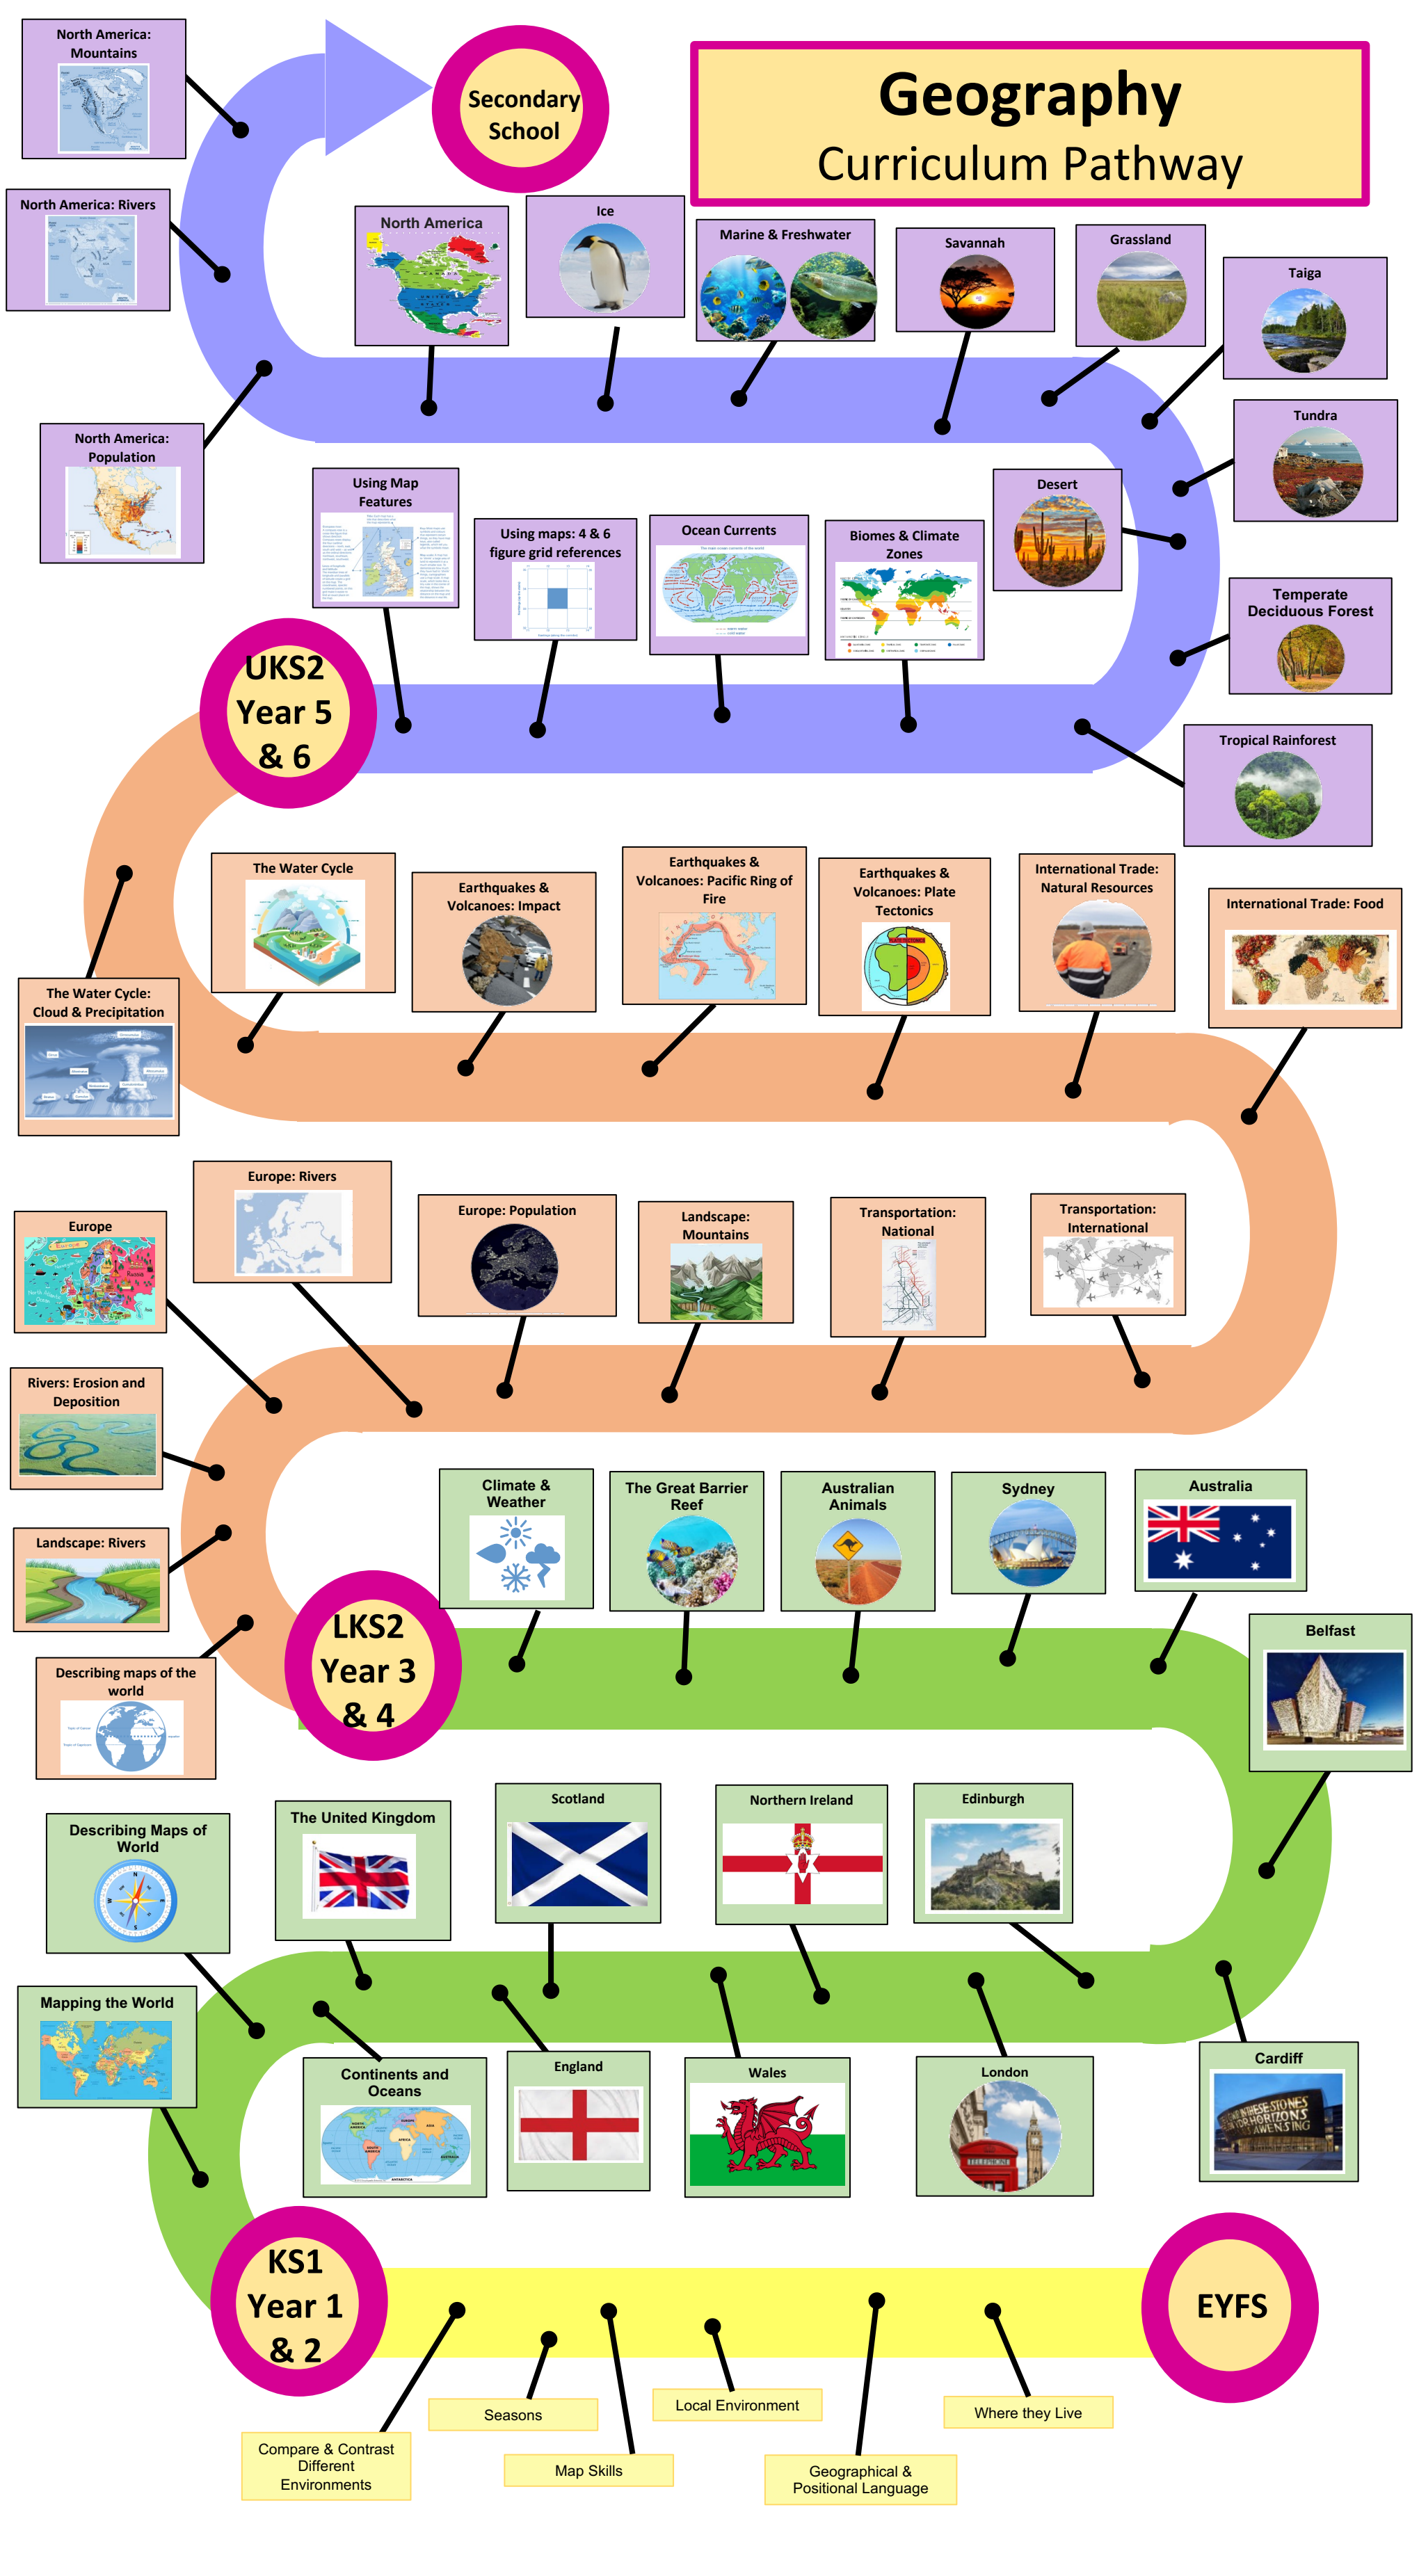 North America:
Mountains
Secondary
School
Geography
Curriculum Pathway
North America: Rivers
North America
Ice
Marine & Freshwater
Savannah
Grassland
Taiga
Tundra
North America:
Population
Using Map
Features
Using maps: 4 & 6
figure grid references
Ocean Currents
Biomes & Climate
Zones
Desert
Temperate
Deciduous Forest
Tropical Rainforest
UKS2
Year 5
& 6
The Water Cycle
Earthquakes &
Volcanoes: Impact
Earthquakes &
Volcanoes: Pacific Ring of
Fire
Earthquakes &
Volcanoes: Plate
Tectonics
International Trade:
Natural Resources
International Trade: Food
The Water Cycle:
Cloud & Precipitation
Europe: Rivers
Europe
Europe: Population
Landscape:
Mountains
Transportation:
National
Transportation:
International
Rivers: Erosion and
Deposition
Landscape: Rivers
Describing maps of the
world
LKS2
Year 3
& 4
Climate &
Weather
The Great Barrier
Reef
Australian
Animals
Sydney
Australia
Belfast
Describing Maps of
World
The United Kingdom
Scotland
Northern Ireland
Edinburgh
Mapping the World
Continents and
Oceans
England
Wales
London
TELEPHONE
Cardiff
KS1
Year 1
& 2
EYFS
Compare & Contrast
Different
Environments
Seasons
Map Skills
Local Environment
Geographical &
Positional Language
Where they Live